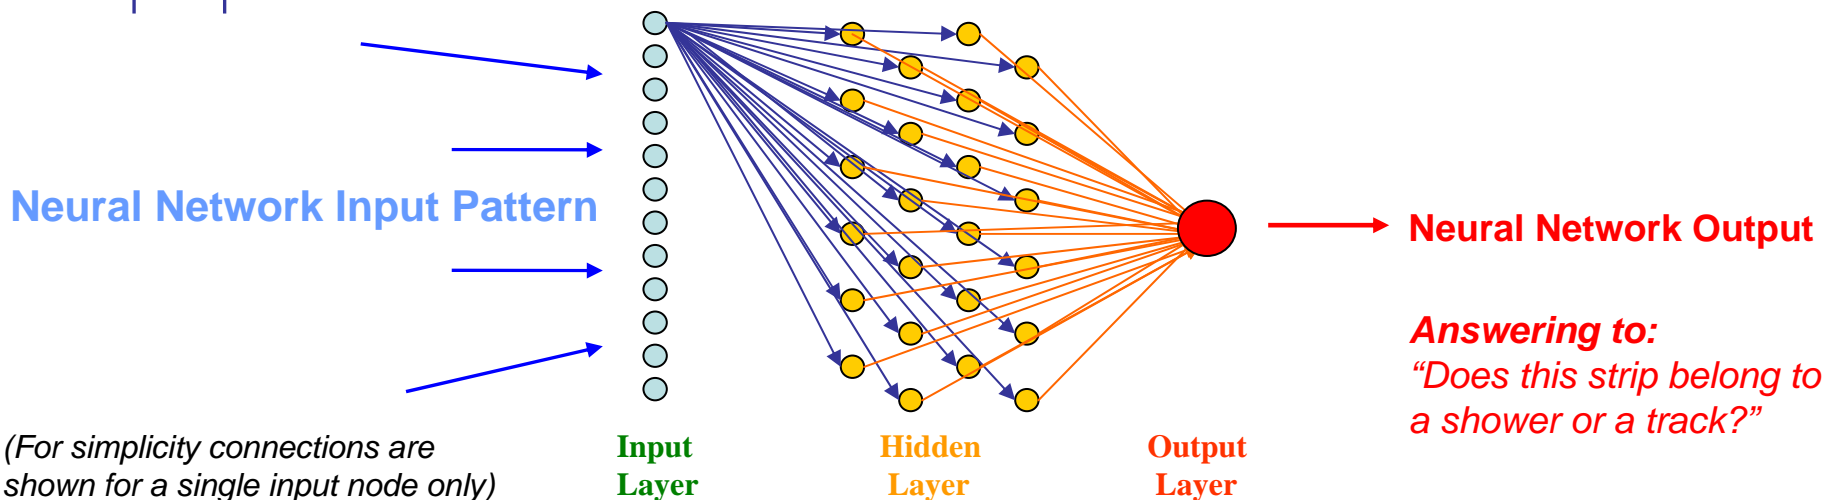 Neural Network Input Pattern
Neural Network Output
Answering to:
“Does this strip belong to
a shower or a track?”
(For simplicity connections are
shown for a single input node only)
Input
Layer
Hidden
Layer
Output
Layer